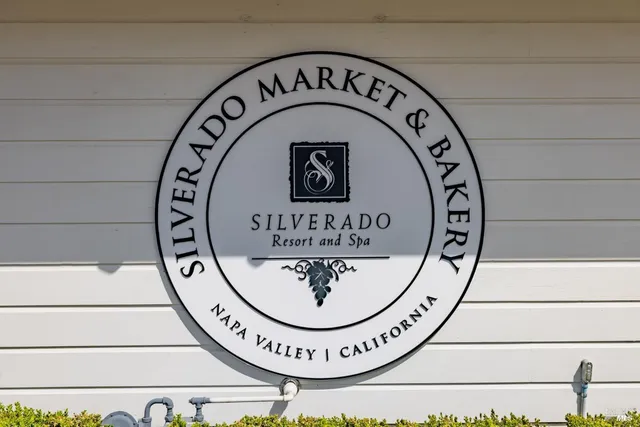 SILVERADO MARKET & BAKERY
S
SILVERADO
Resort and Spa
NAPA VALLEY | CALIFORNIA